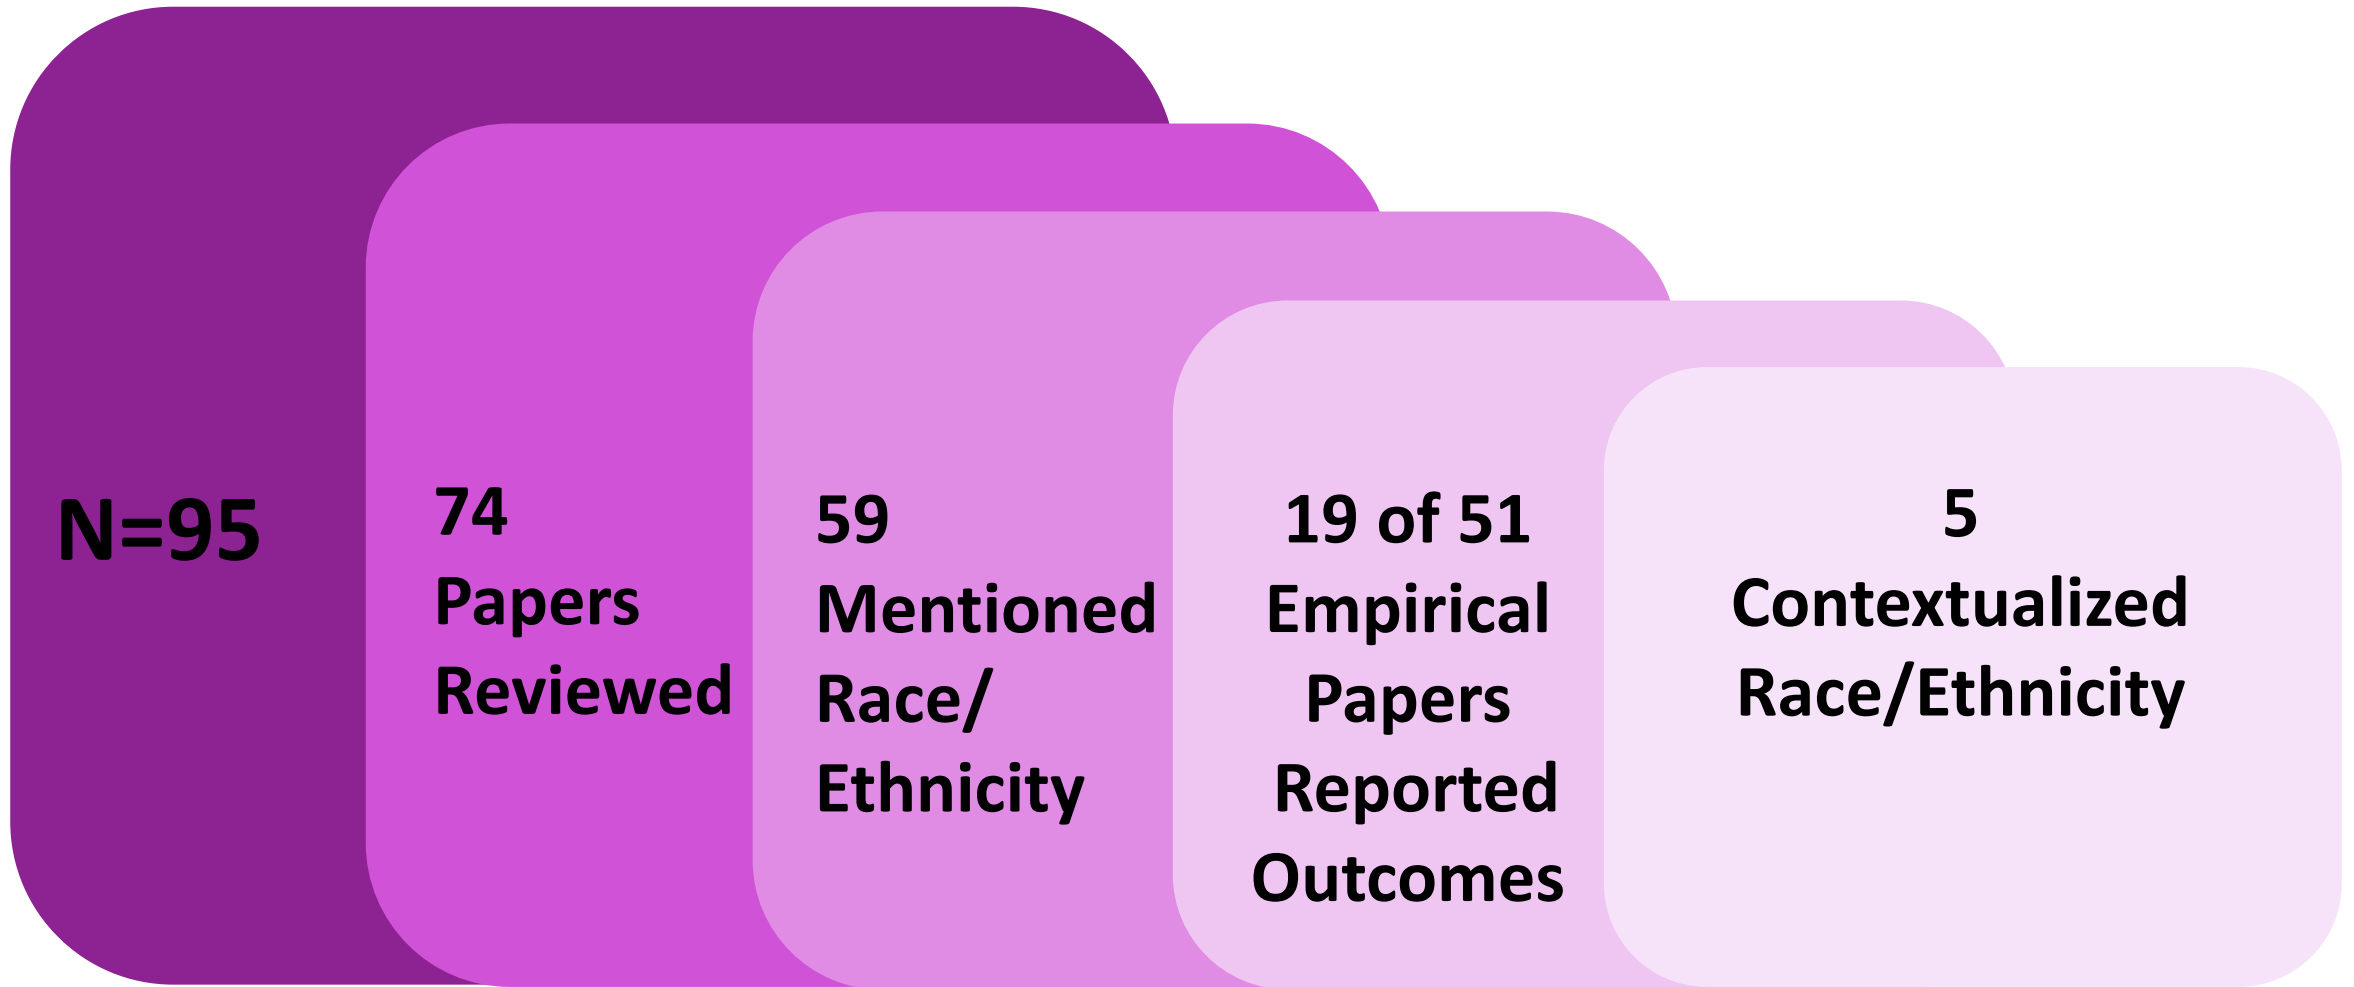 N=95
74
Papers
Reviewed
59
Mentioned
Race/
Ethnicity
19 of 51
Empirical
Papers
Reported
Outcomes
5
Contextualized
Race/Ethnicity